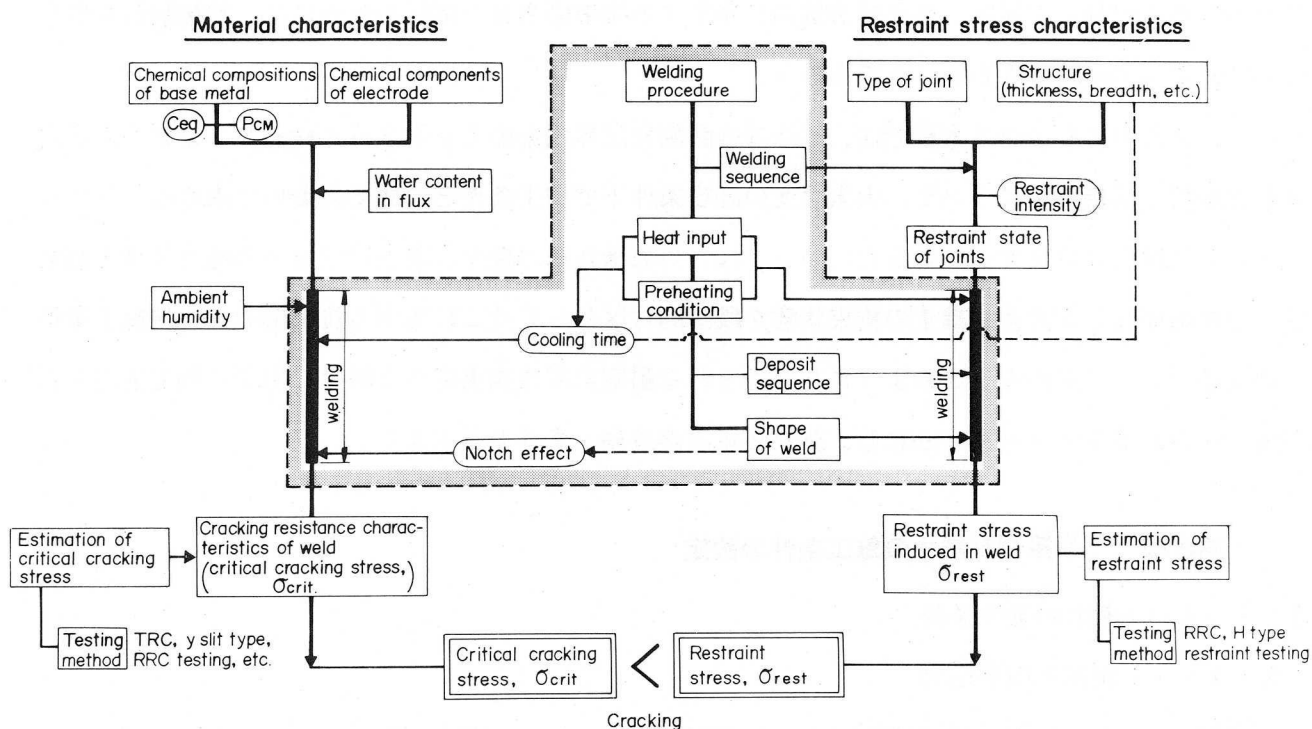 Material characteristics
Restraint stress characteristics
Chemical compositions
of base metal
Chemical components
of electrode
Ceq
PCM
Welding
procedure
Type of joint
Structure
(thickness, breadth, etc.)
Water content
in flux
Welding
sequence
Restraint
intensity
Heat input
Restraint state
of joints
Ambient
humidity
Preheating
condition
Cooling time
welding
Deposit
sequence
welding
Notch effect
Shape
of weld
Estimation of
critical cracking
stress
Cracking resistance charac-
teristics of weld
(critical cracking stress,)
σcrit.
Restraint stress
induced in weld
σrest
Estimation of
restraint stress
Testing
method
TRC, y slit type,
RRC testing, etc.
Critical cracking
stress, σcrit
<
Restraint
stress, σrest
Testing
method
RRC, H type
restraint testing
Cracking